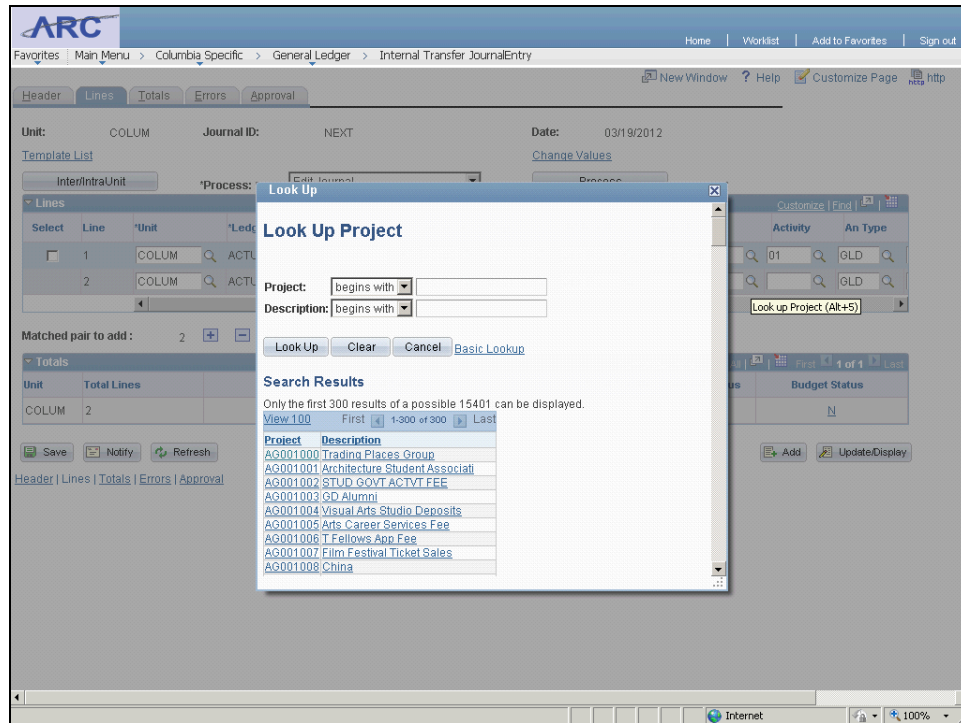 ARC
Home | Worklist | Add to Favorites | Sign out
Favorites Main Menu > Columbia Specific > General Ledger > Internal Transfer JournalEntry
New Window ? Help Customize Page http
Header Lines Totals Errors Approval
Unit: COLUM Journal ID: NEXT Date: 03/19/2012
Template List Change Values
Inter/IntraUnit *Process: Edit Journal Process
Lines Customize | Find |
Select Line *Unit *Ledg Activity An Type
1 COLUM ACTU 01 GLD
2 COLUM ACTU GLD
Look up Project (Alt+5)
Matched pair to add : 2
Totals First 1 of 1 Last
Unit Total Lines us Budget Status
COLUM 2 N
Save Notify Refresh Add Update/Display
Header | Lines | Totals | Errors | Approval
Look Up
Look Up Project
Project: begins with
Description: begins with
Look Up Clear Cancel Basic Lookup
Search Results
Only the first 300 results of a possible 15401 can be displayed.
View 100 First 1-300 of 300 Last
Project Description
AG001000 Trading Places Group
AG001001 Architecture Student Associati
AG001002 STUD GOVT ACTVT FEE
AG001003 GD Alumni
AG001004 Visual Arts Studio Deposits
AG001005 Arts Career Services Fee
AG001006 T Fellows App Fee
AG001007 Film Festival Ticket Sales
AG001008 China
Internet 100%